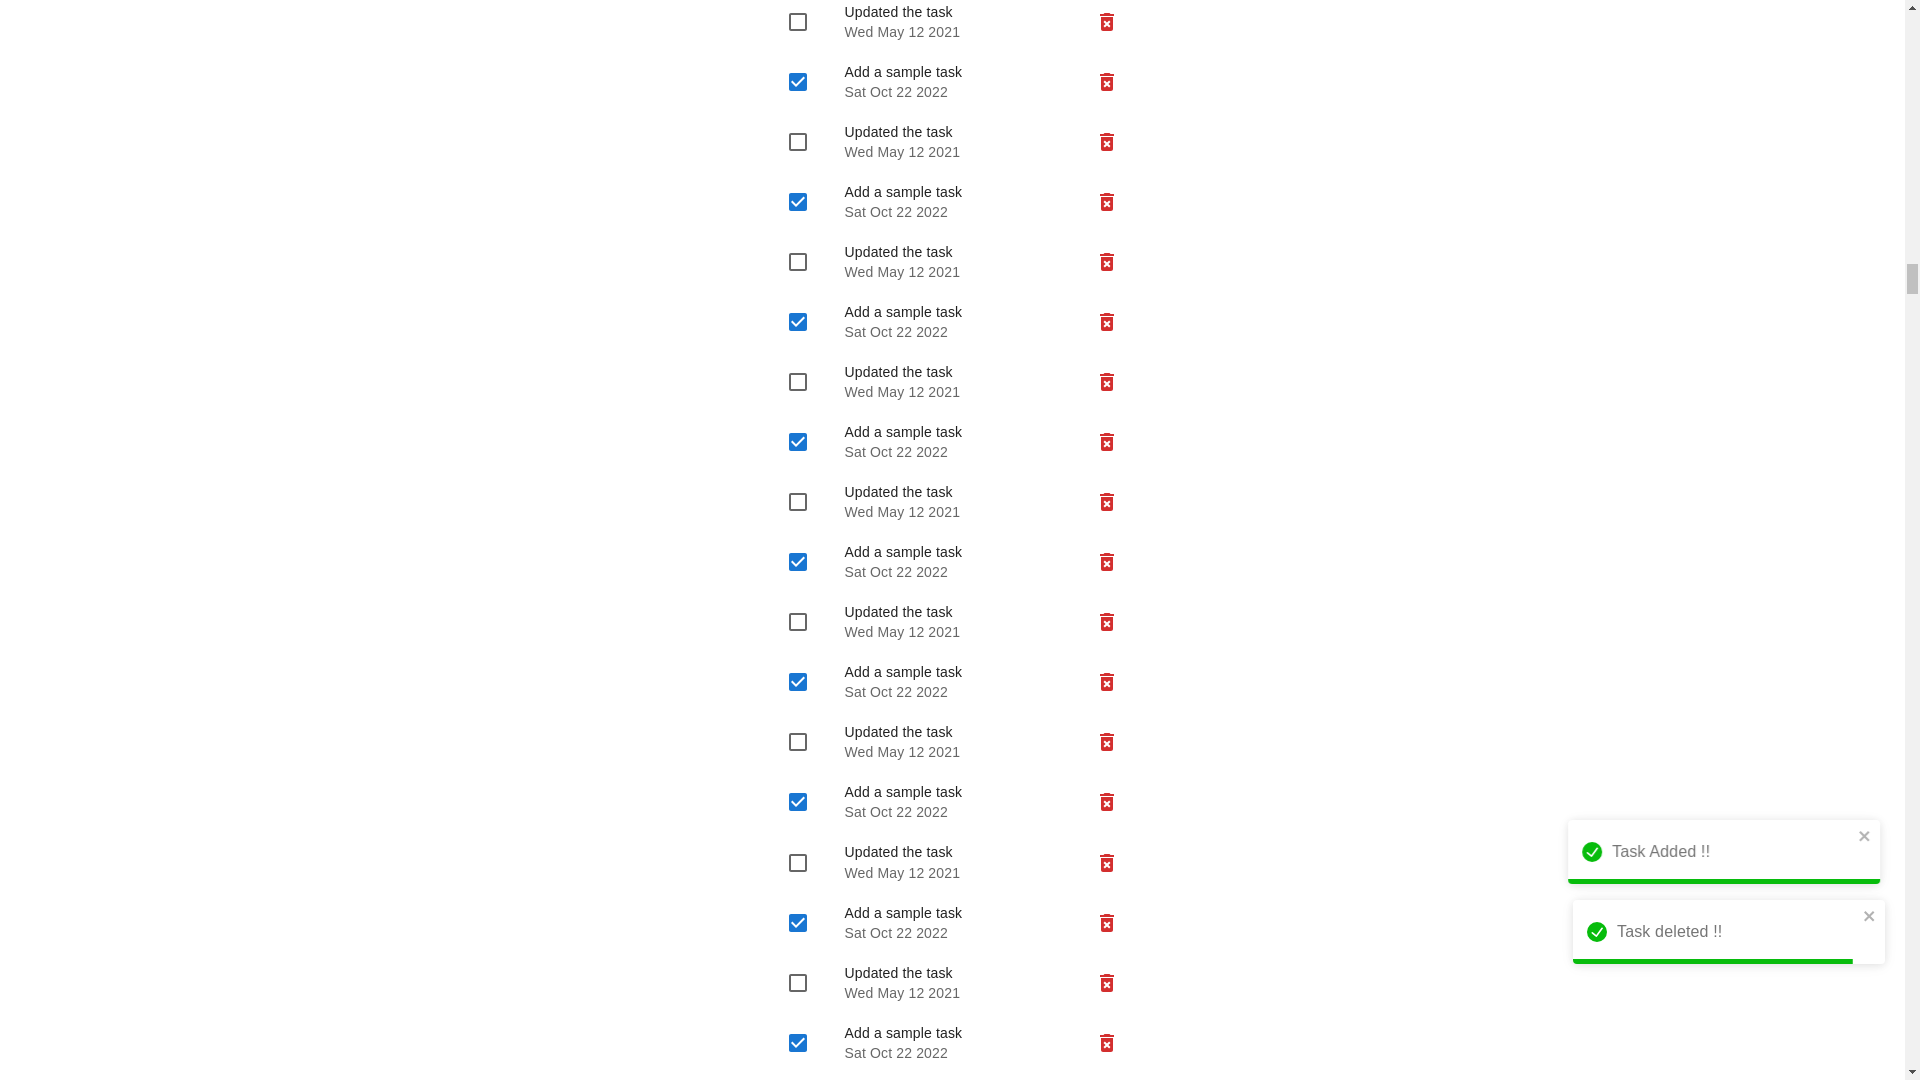 Updated the task
Wed May 12 2021
Add a sample task
Sat Oct 22 2022
Updated the task
Wed May 12 2021
Add a sample task
Sat Oct 22 2022
Updated the task
Wed May 12 2021
Add a sample task
Sat Oct 22 2022
Updated the task
Wed May 12 2021
Add a sample task
Sat Oct 22 2022
Updated the task
Wed May 12 2021
Add a sample task
Sat Oct 22 2022
Updated the task
Wed May 12 2021
Add a sample task
Sat Oct 22 2022
Updated the task
Wed May 12 2021
Add a sample task
Sat Oct 22 2022
Updated the task
Wed May 12 2021
Add a sample task
Sat Oct 22 2022
Updated the task
Wed May 12 2021
Add a sample task
Sat Oct 22 2022
Task Added !!
Task deleted !!